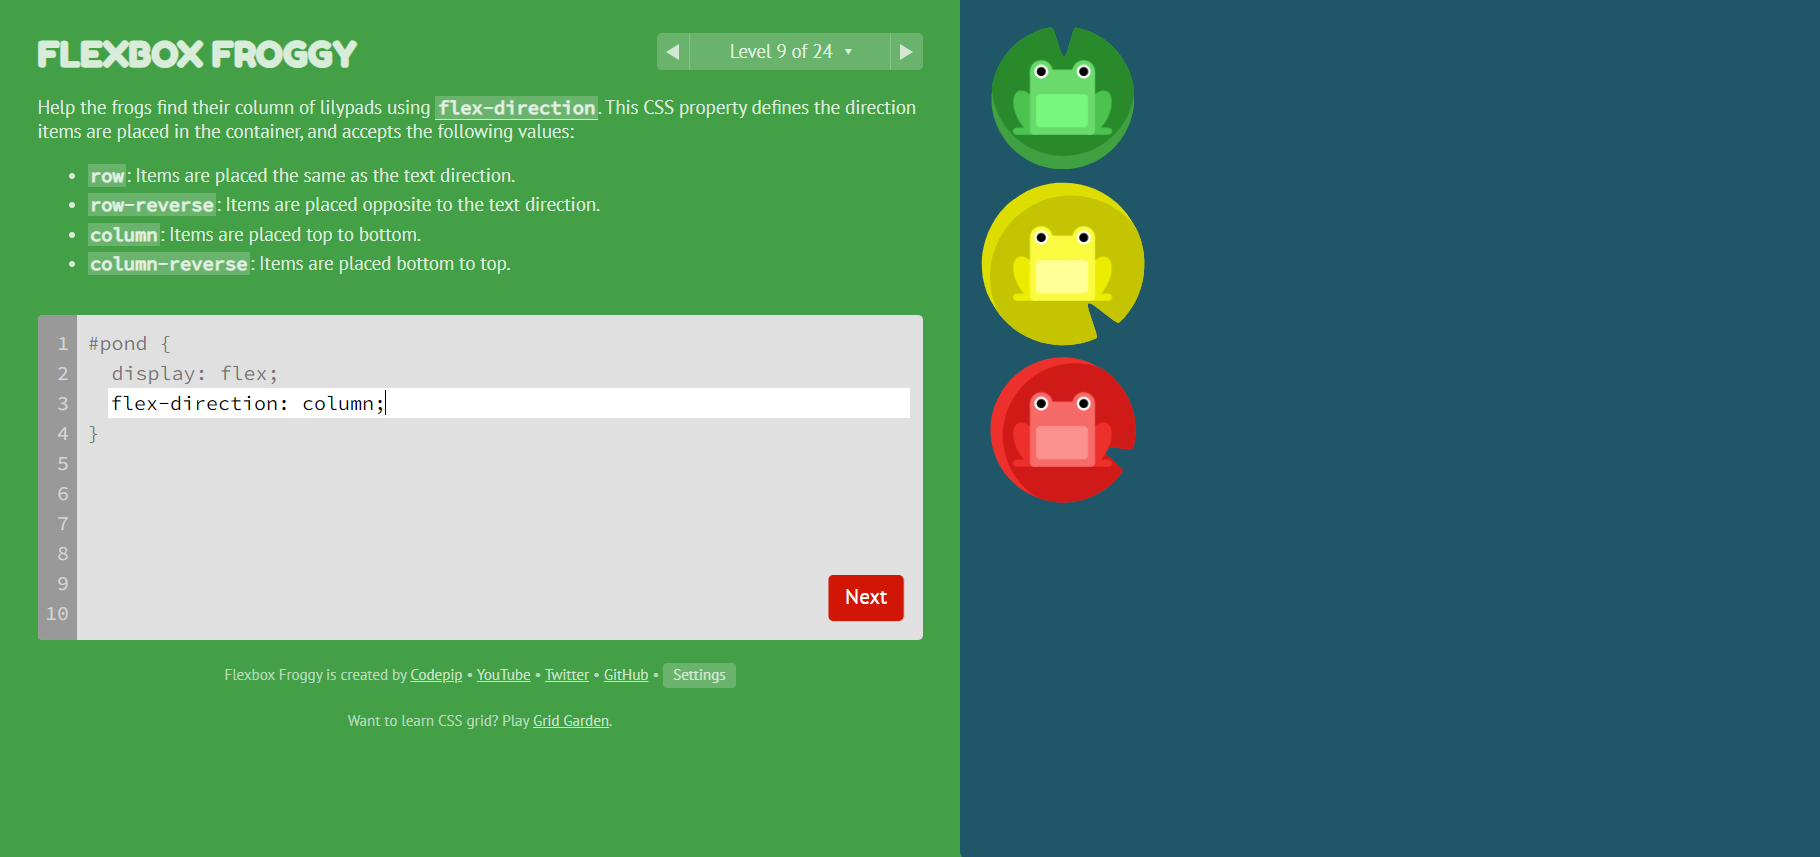 FLEXBOX FROGGY
Level 9 of 24
Help the frogs find their column of lilypads using flex-direction. This CSS property defines the direction
items are placed in the container, and accepts the following values:
• row: Items are placed the same as the text direction.
• row-reverse: Items are placed opposite to the text direction.
• column: Items are placed top to bottom.
• column-reverse: Items are placed bottom to top.
1 #pond {
2 display: flex;
3 flex-direction: column;
4 }
5
6
7
8
9
10
Next
Flexbox Froggy is created by Codepip • YouTube • Twitter • GitHub • Settings
Want to learn CSS grid? Play Grid Garden.